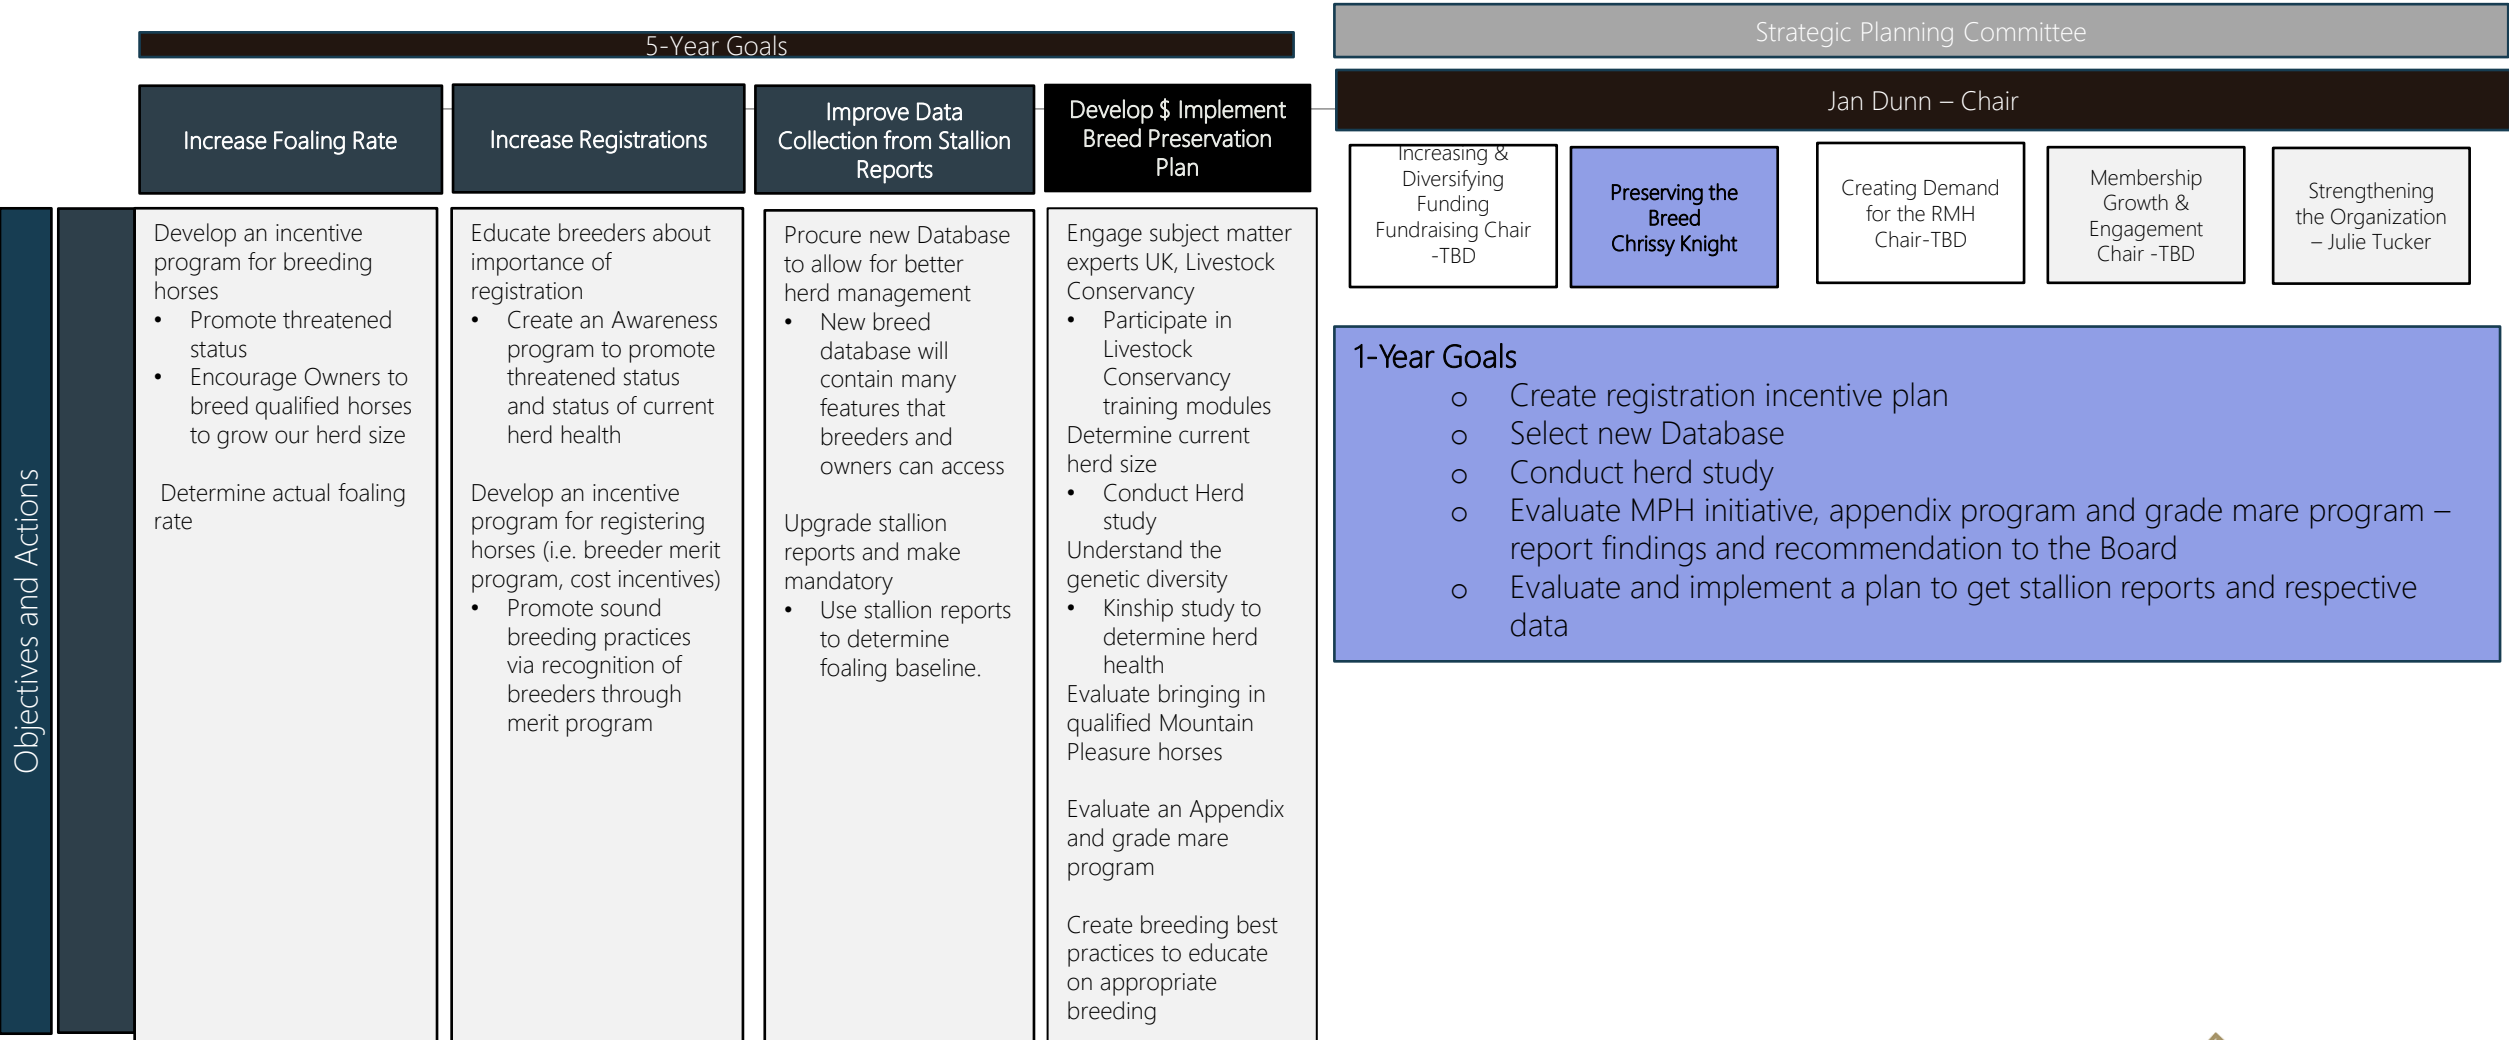 5-Year Goals
Increase Foaling Rate
Increase Registrations
Improve Data
Collection from Stallion
Reports
Develop $ Implement
Breed Preservation
Plan
Objectives and Actions
Develop an incentive
program for breeding
horses
• Promote threatened
status
• Encourage Owners to
breed qualified horses
to grow our herd size
Determine actual foaling
rate
Educate breeders about
importance of
registration
• Create an Awareness
program to promote
threatened status
and status of current
herd health
Develop an incentive
program for registering
horses (i.e. breeder merit
program, cost incentives)
• Promote sound
breeding practices
via recognition of
breeders through
merit program
Procure new Database
to allow for better
herd management
• New breed
database will
contain many
features that
breeders and
owners can access
Upgrade stallion
reports and make
mandatory
• Use stallion reports
to determine
foaling baseline.
Engage subject matter
experts UK, Livestock
Conservancy
• Participate in
Livestock
Conservancy
training modules
Determine current
herd size
• Conduct Herd
study
Understand the
genetic diversity
• Kinship study to
determine herd
health
Evaluate bringing in
qualified Mountain
Pleasure horses
Evaluate an Appendix
and grade mare
program
Create breeding best
practices to educate
on appropriate
breeding
Strategic Planning Committee
Jan Dunn – Chair
Increasing &
Diversifying
Funding
Fundraising Chair
-TBD
Preserving the
Breed
Chrissy Knight
Creating Demand
for the RMH
Chair-TBD
Membership
Growth &
Engagement
Chair -TBD
Strengthening
the Organization
– Julie Tucker
1-Year Goals
o Create registration incentive plan
o Select new Database
o Conduct herd study
o Evaluate MPH initiative, appendix program and grade mare program –
report findings and recommendation to the Board
o Evaluate and implement a plan to get stallion reports and respective
data